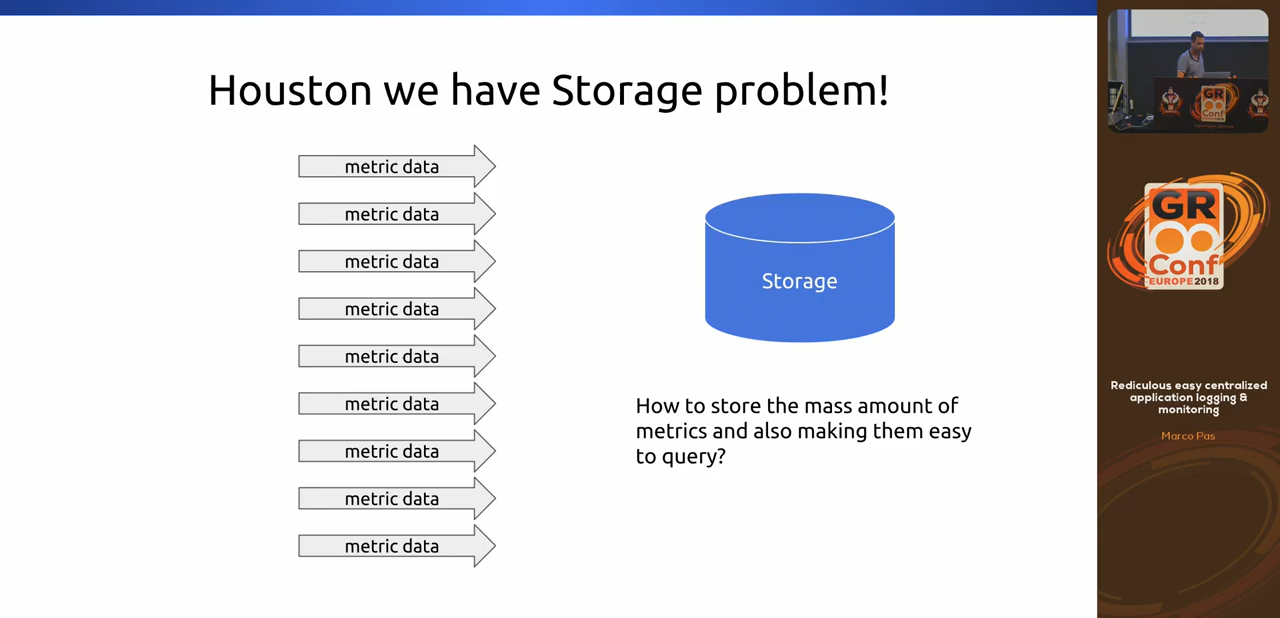 Houston we have Storage problem!
metric data
metric data
metric data
metric data
metric data
metric data
metric data
metric data
metric data
Storage
How to store the mass amount of
metrics and also making them easy
to query?
GR
Conf
GR
Conf
EUROPE 2018
Rediculous easy centralized
application logging &
monitoring
Marco Pas